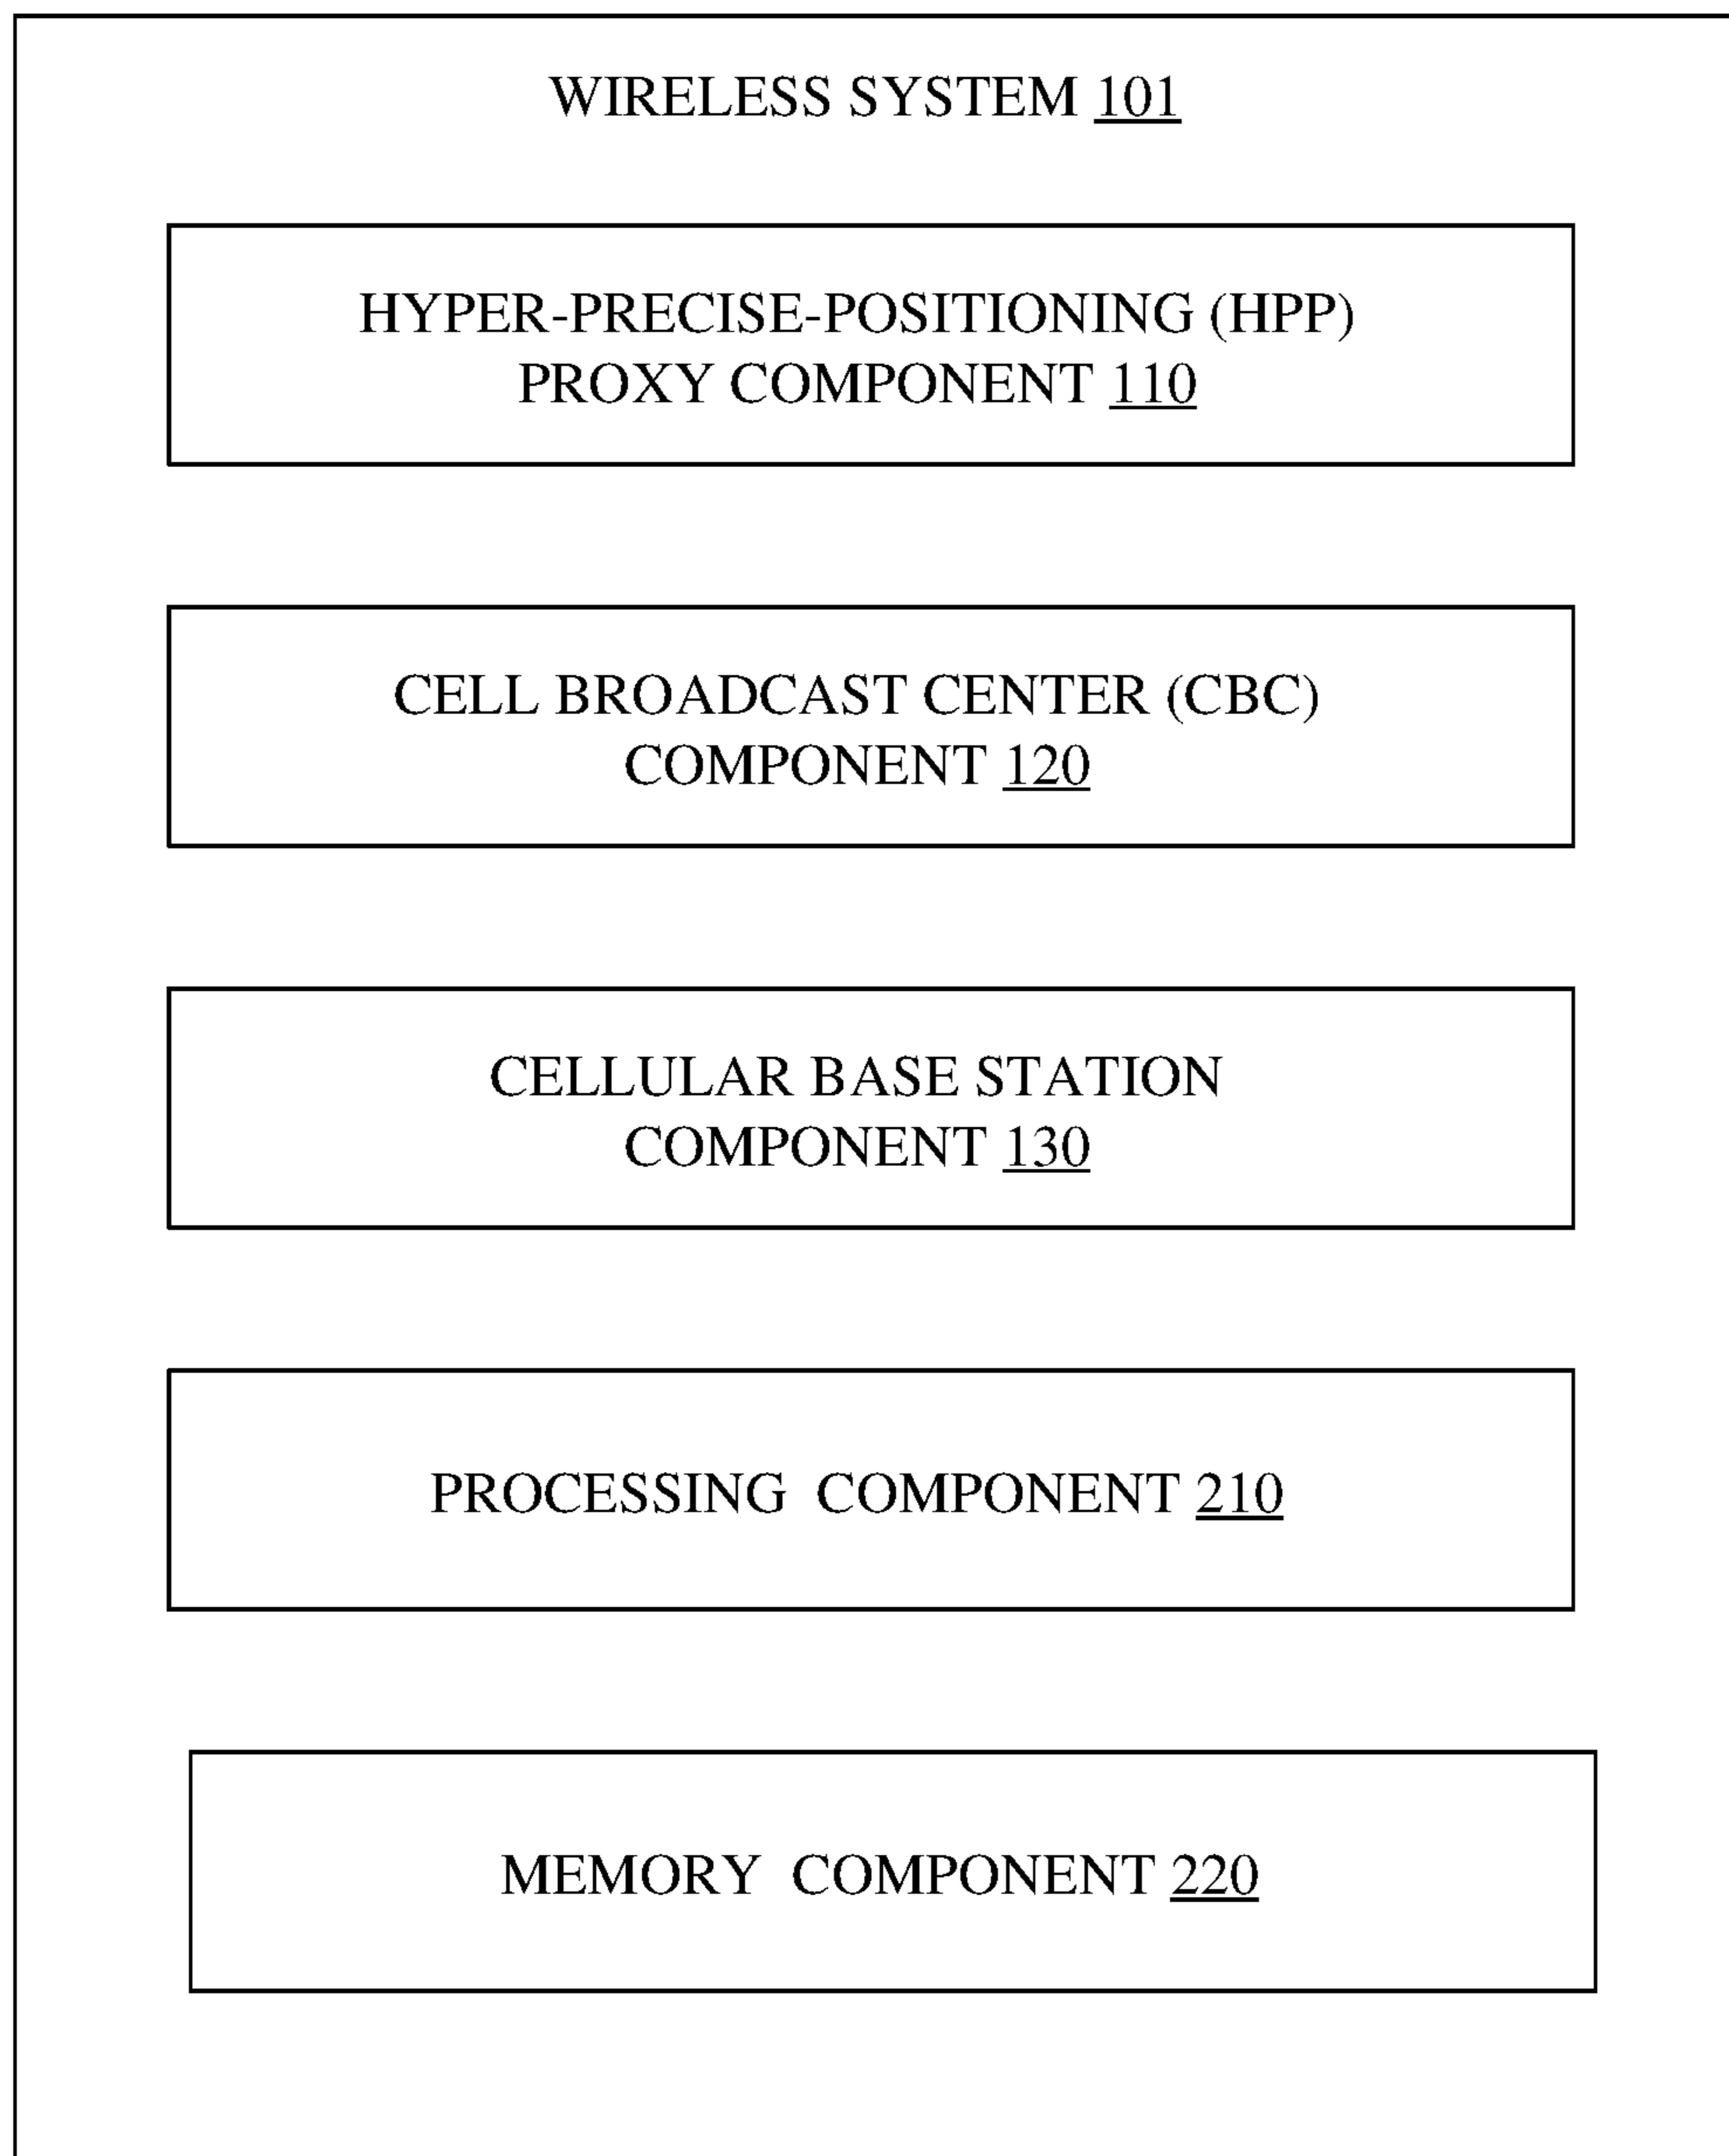 WIRELESS SYSTEM 101
HYPER-PRECISE-POSITIONING (HPP)
PROXY COMPONENT 110
CELL BROADCAST CENTER (CBC)
COMPONENT 120
CELLULAR BASE STATION
COMPONENT 130
PROCESSING COMPONENT 210
MEMORY COMPONENT 220